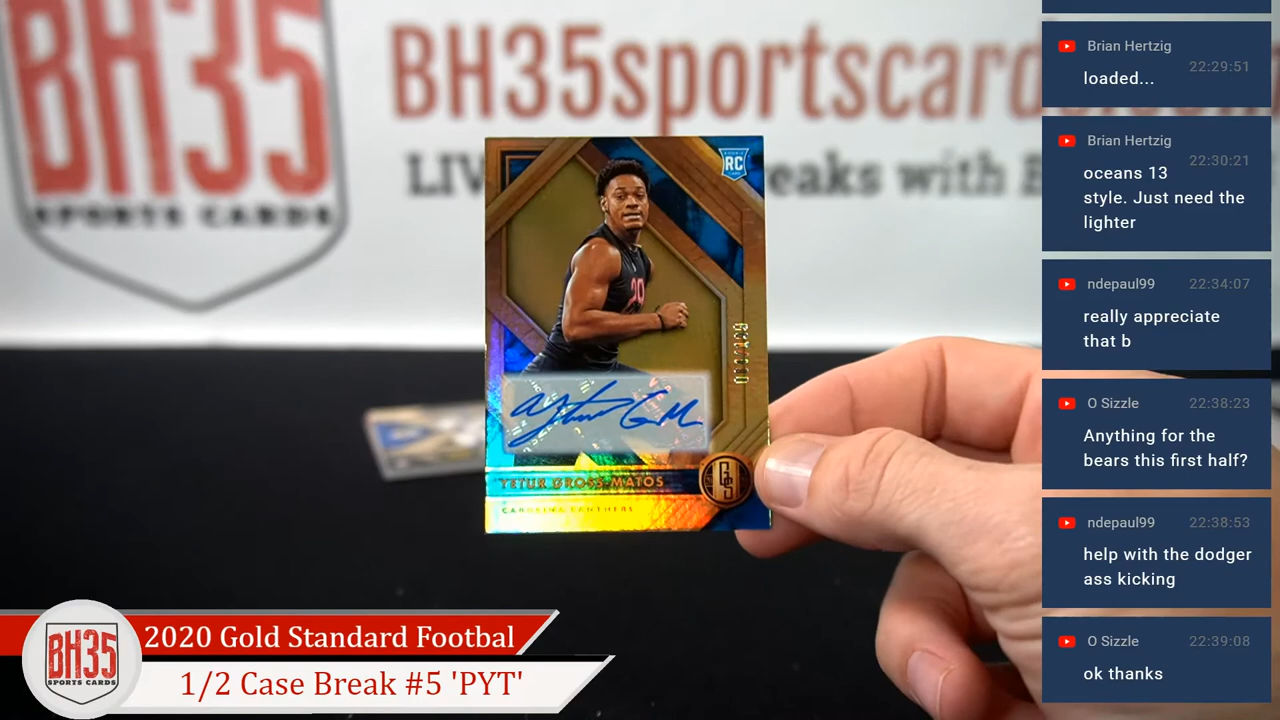 BH35
SPORTS CARDS
BH35sportscard
LIV
eaks with
ROOKIE
RC
CARD
20
GS
YETUR GROSS-MATOS
CAROLINA PANTHERS
BH35
SPORTS CARDS
2020 Gold Standard Footbal
1/2 Case Break #5 'PYT'
Brian Hertzig
22:29:51
loaded...
Brian Hertzig
22:30:21
oceans 13
style. Just need the
lighter
ndepaul99
22:34:07
really appreciate
that b
O Sizzle
22:38:23
Anything for the
bears this first half?
ndepaul99
22:38:53
help with the dodger
ass kicking
O Sizzle
22:39:08
ok thanks